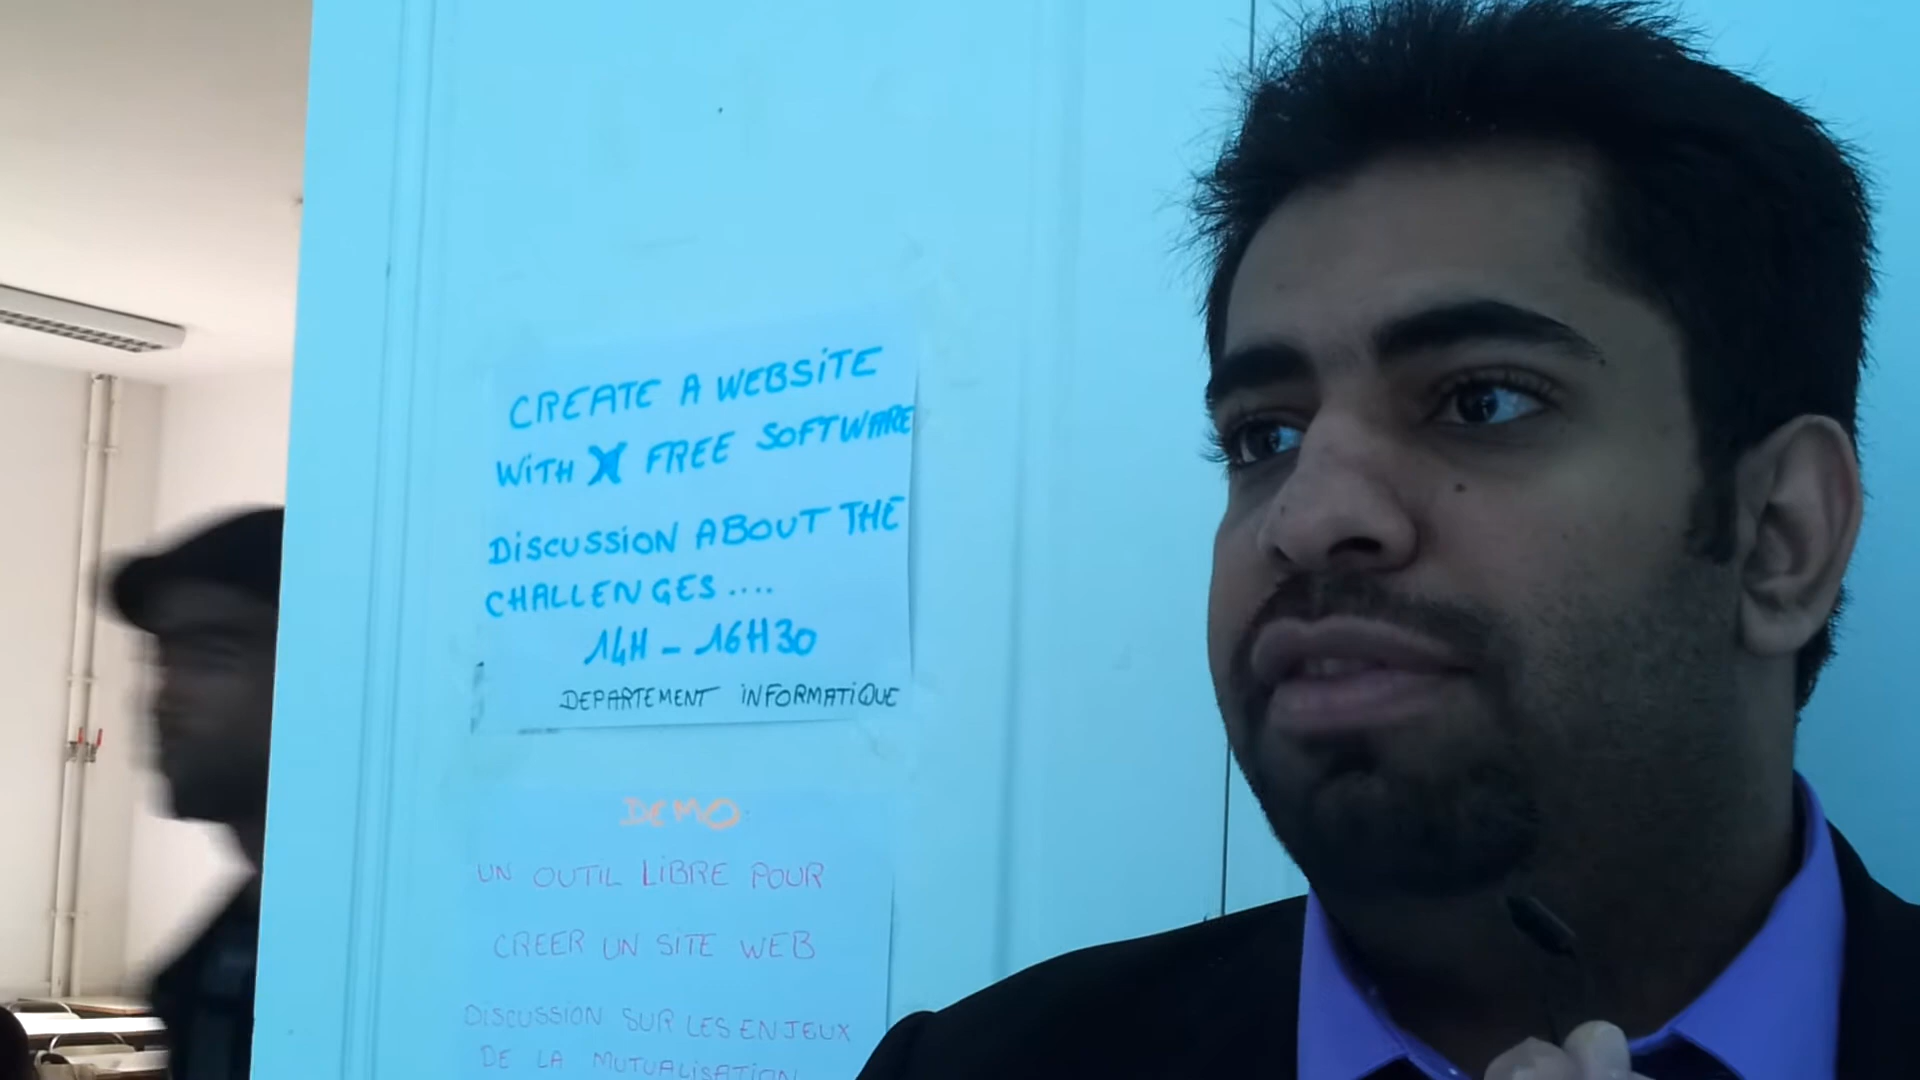 CREATE A WEBSITE
WITH FREE SOFTWARE
DISCUSSION ABOUT THE
CHALLENGES....
14H - 16H30
DEPARTEMENT INFORMATIQUE
DEMO
UN OUTIL LIBRE POUR
CREER UN SITE WEB
DISCUSSION SUR LES ENJEUX
DE LA MUTUALISATION